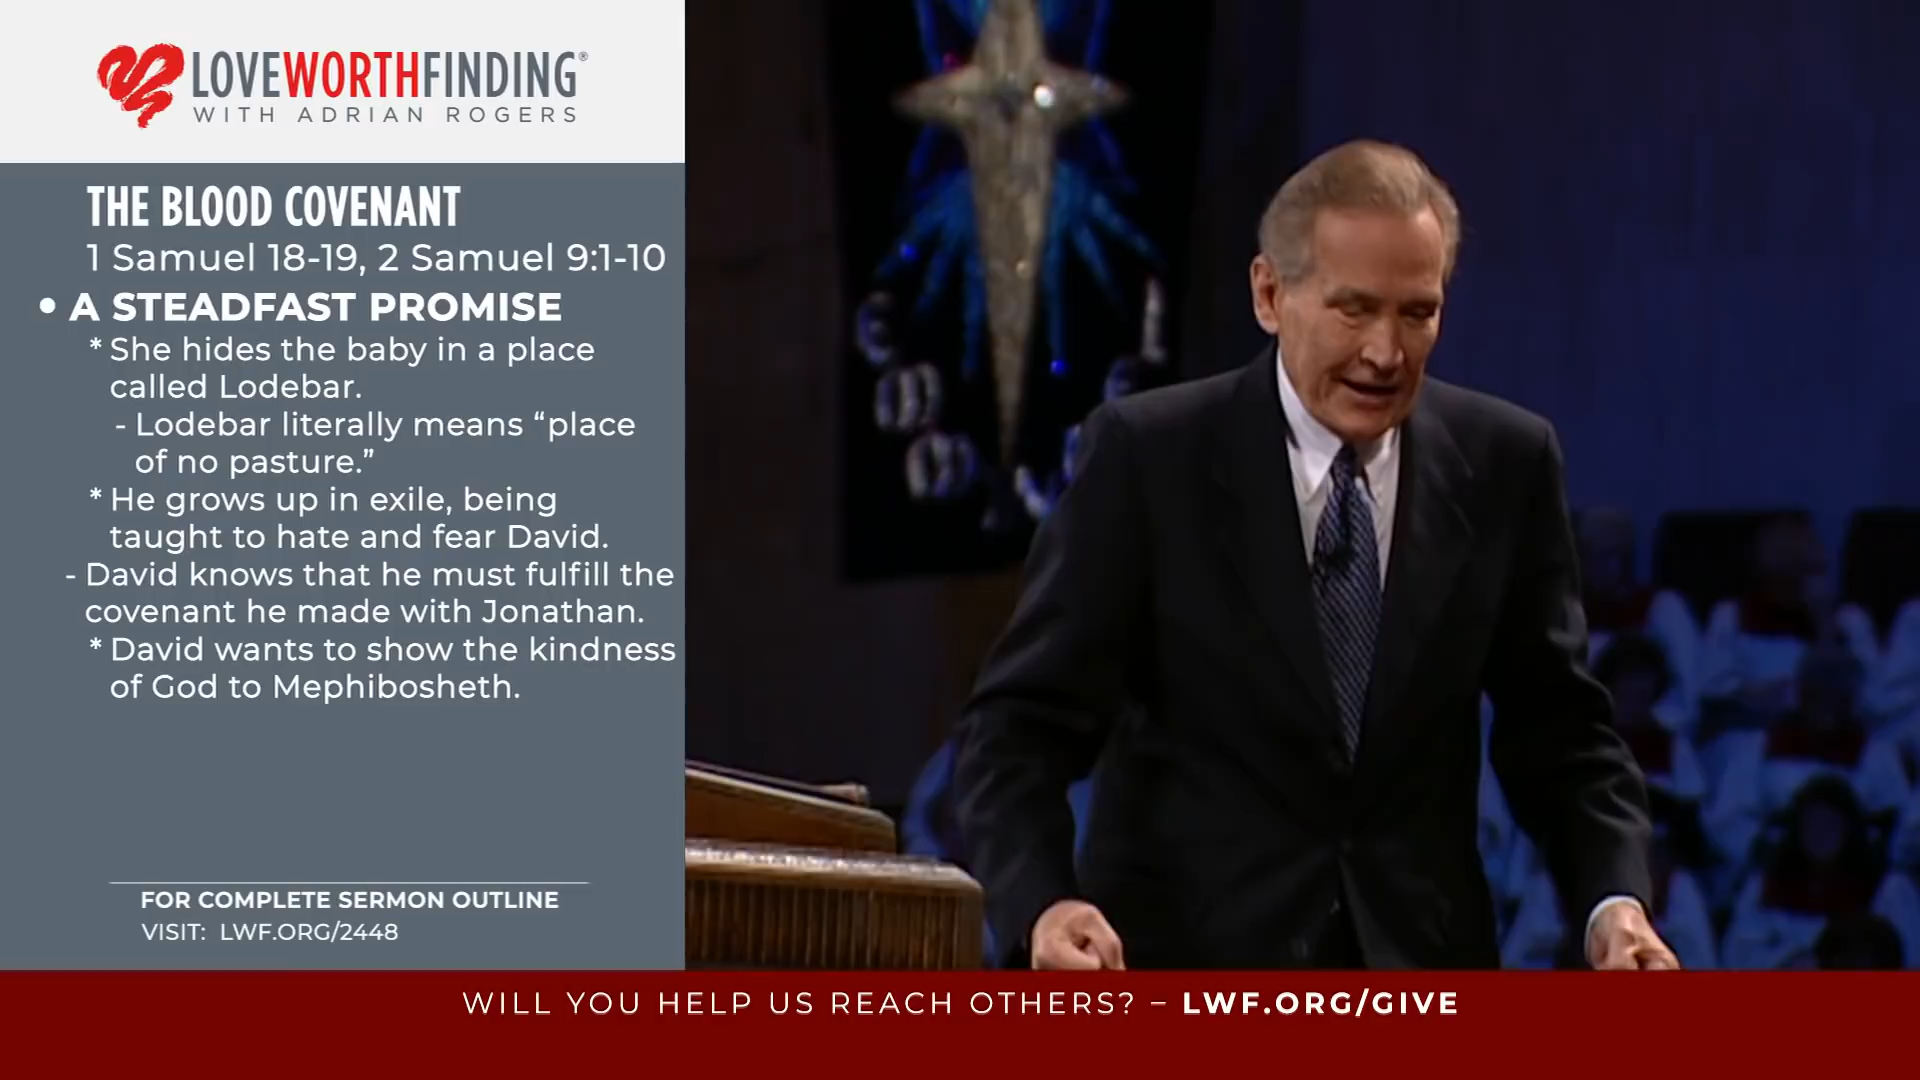 LOVEWORTHFINDING®
WITH ADRIAN ROGERS
THE BLOOD COVENANT
1 Samuel 18-19, 2 Samuel 9:1-10
• A STEADFAST PROMISE
* She hides the baby in a place
called Lodebar.
- Lodebar literally means “place
of no pasture.”
* He grows up in exile, being
taught to hate and fear David.
- David knows that he must fulfill the
covenant he made with Jonathan.
* David wants to show the kindness
of God to Mephibosheth.
FOR COMPLETE SERMON OUTLINE
VISIT: LWF.ORG/2448
WILL YOU HELP US REACH OTHERS? – LWF.ORG/GIVE